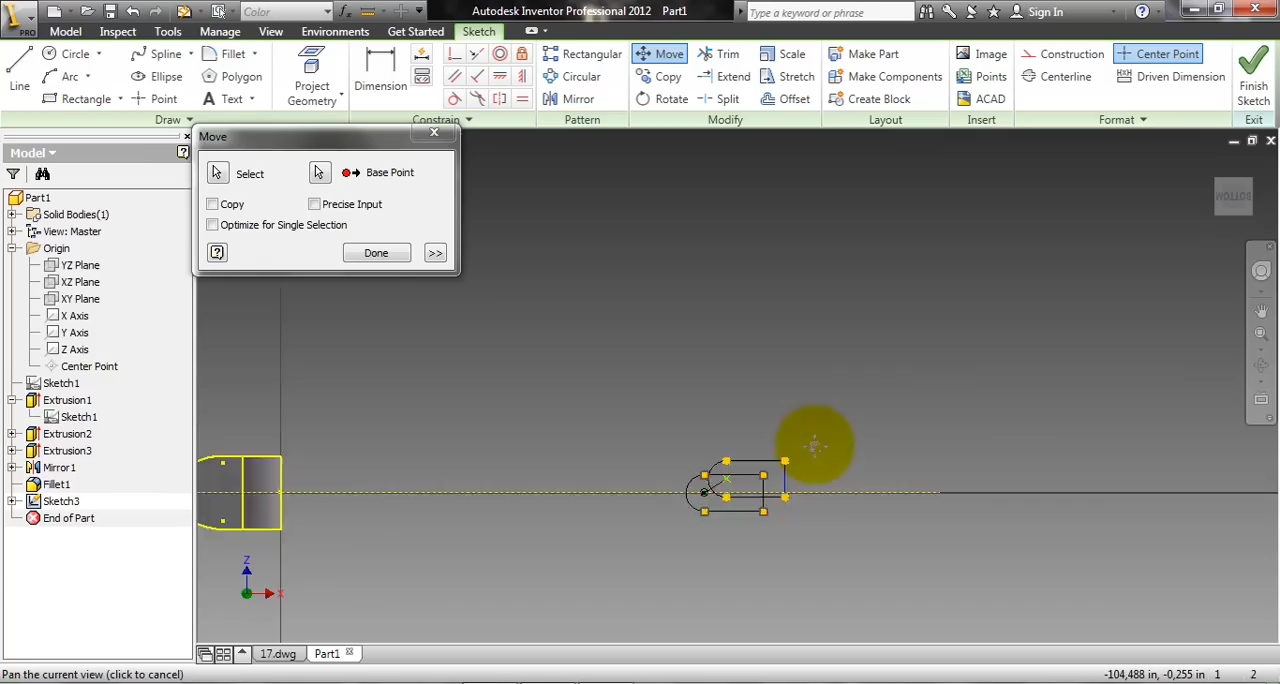 PRO
Color
Autodesk Inventor Professional 2012 Part1
Type a keyword or phrase
Sign In
Model Inspect Tools Manage View Environments Get Started Sketch
Line
Circle
Arc
Rectangle
Spline
Ellipse
Point
Fillet
Polygon
A Text
Draw
Project
Geometry
Dimension
Constrain
Rectangular
Circular
Mirror
Pattern
Move
Copy
Rotate
Trim
Extend
Split
Scale
Stretch
Offset
Modify
Make Part
Make Components
Create Block
Layout
Image
Points
ACAD
Insert
Construction
Centerline
Center Point
Driven Dimension
Format
Finish
Sketch
Exit
Model
Part1
Solid Bodies(1)
View: Master
Origin
YZ Plane
XZ Plane
XY Plane
X Axis
Y Axis
Z Axis
Center Point
Sketch1
Extrusion1
Sketch1
Extrusion2
Extrusion3
Mirror1
Fillet1
Sketch3
End of Part
Move
Select
Base Point
Copy
Precise Input
Optimize for Single Selection
Done
>>
BOTTOM
Z
X
17.dwg
Part1
Pan the current view (click to cancel)
-104,488 in, -0,255 in 1 2